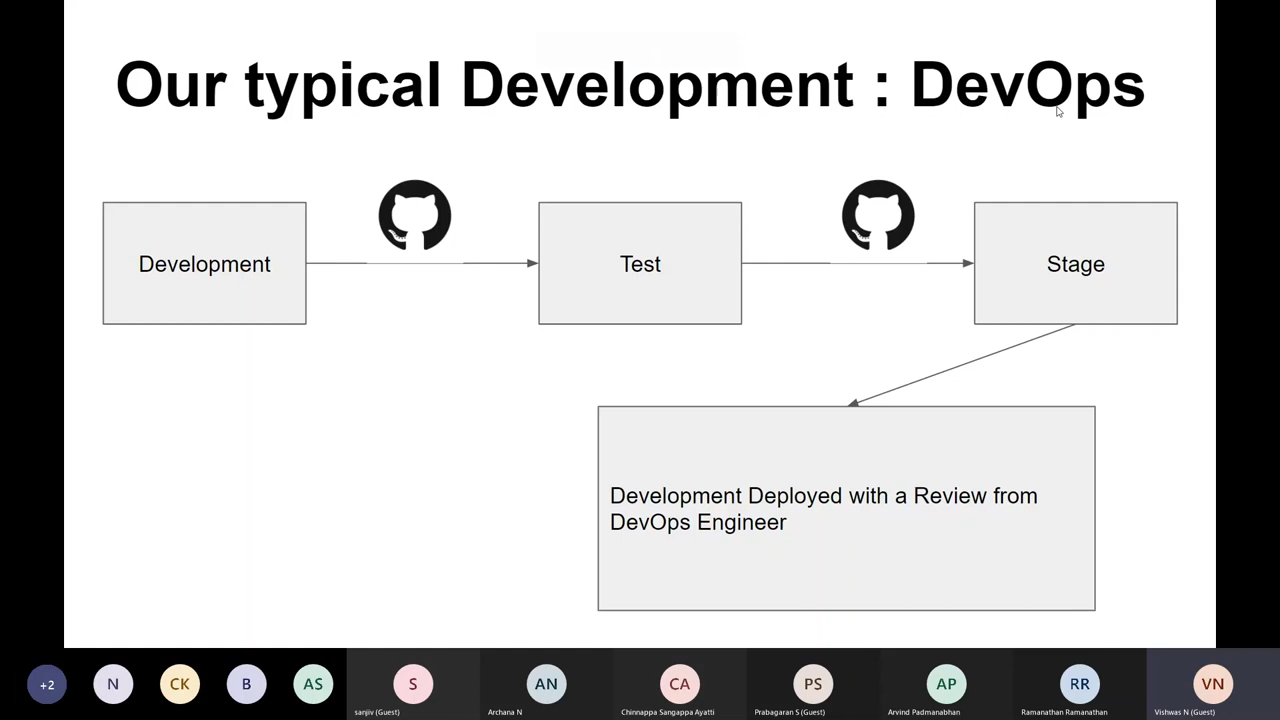 Our typical Development : DevOps
Development
Test
Stage
Development Deployed with a Review from
DevOps Engineer
+2
N
CK
B
AS
S
AN
CA
PS
AP
RR
VN
sanjiv (Guest)
Archana N
Chinnappa Sangappa Ayatti
Prabagaran S (Guest)
Arvind Padmanabhan
Ramanathan Ramanathan
Vishwas N (Guest)